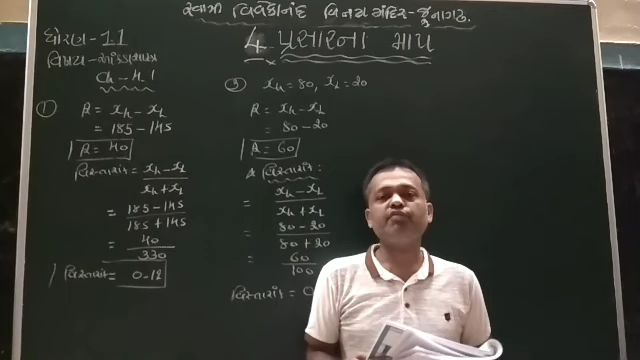 સ્વામી વિવેકાનંદ વિનય મંદિર - જૂનાગઢ.
ધોરણ - 11
4 પ્રસારના માપ
વિષય - આંકડાશાસ્ત્ર
Ch - 4.1
①
R = xH - xL
= 185 - 145
R = 40
વિસ્તારાંક = xH - xL
xH + xL
= 185 - 145
185 + 145
= 40
330
વિસ્તારાંક = 0.12
③ xH = 80, xL = 20
R = xH - xL
= 80 - 20
R = 60
વિસ્તારાંક :
= xH - xL
xH + xL
= 80 - 20
80 + 20
= 60
100
વિસ્તારાંક = 0